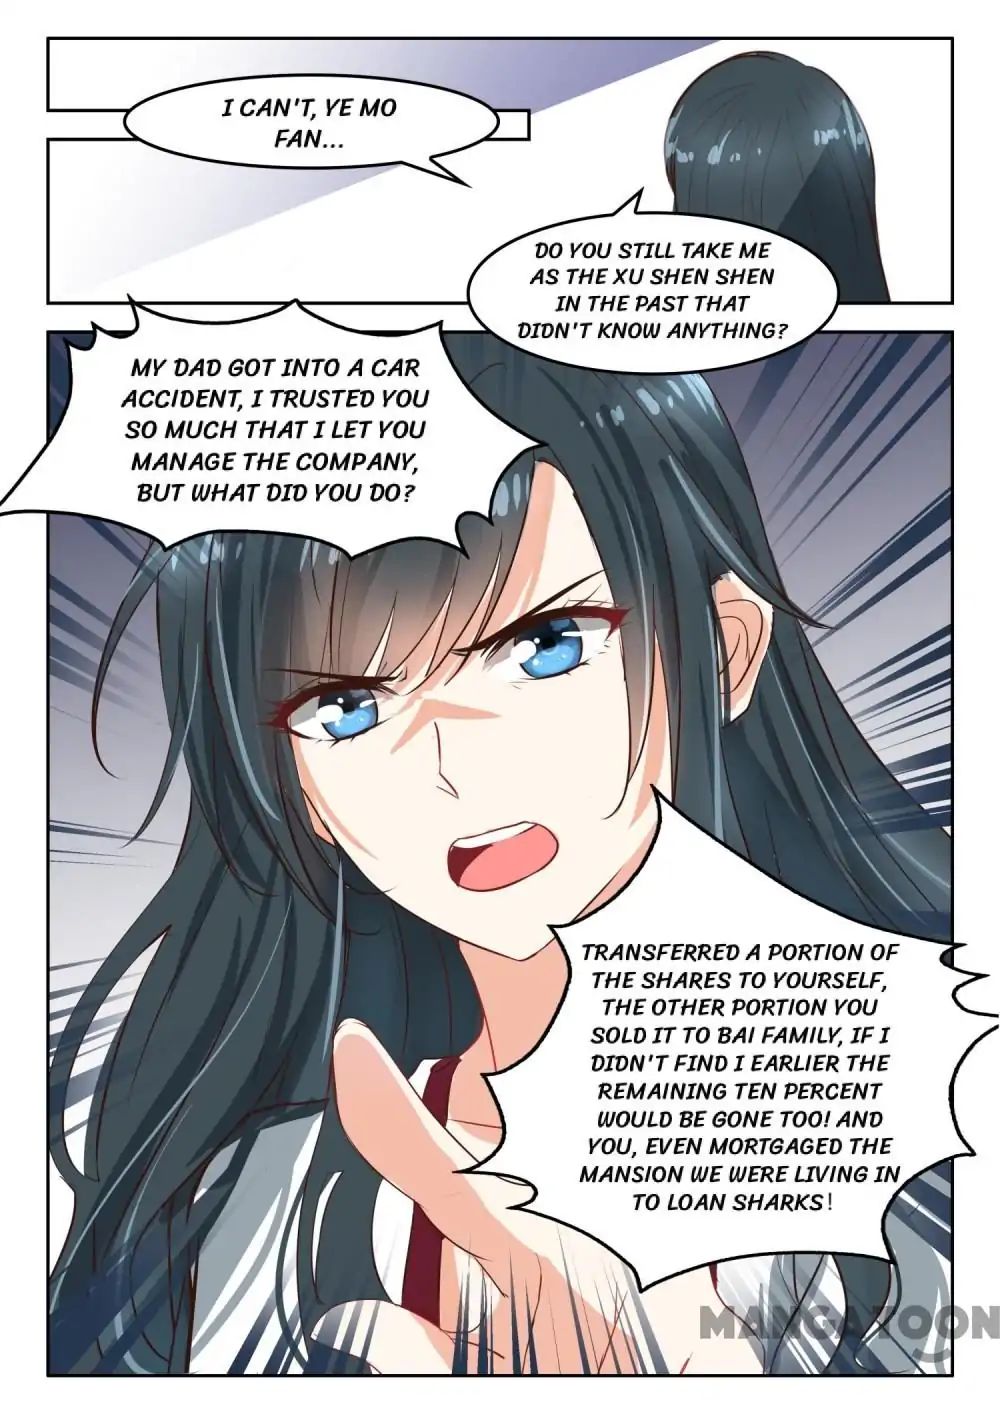 I CAN'T, YE MO
FAN...
DO YOU STILL TAKE ME
AS THE XU SHEN SHEN
IN THE PAST THAT
DIDN'T KNOW ANYTHING?
MY DAD GOT INTO A CAR
ACCIDENT, I TRUSTED YOU
SO MUCH THAT I LET YOU
MANAGE THE COMPANY,
BUT WHAT DID YOU DO?
TRANSFERRED A PORTION OF
THE SHARES TO YOURSELF,
THE OTHER PORTION YOU
SOLD IT TO BAI FAMILY, IF I
DIDN'T FIND I EARLIER THE
REMAINING TEN PERCENT
WOULD BE GONE TOO! AND
YOU, EVEN MORTGAGED THE
MANSION WE WERE LIVING IN
TO LOAN SHARKS!
MANGATOON